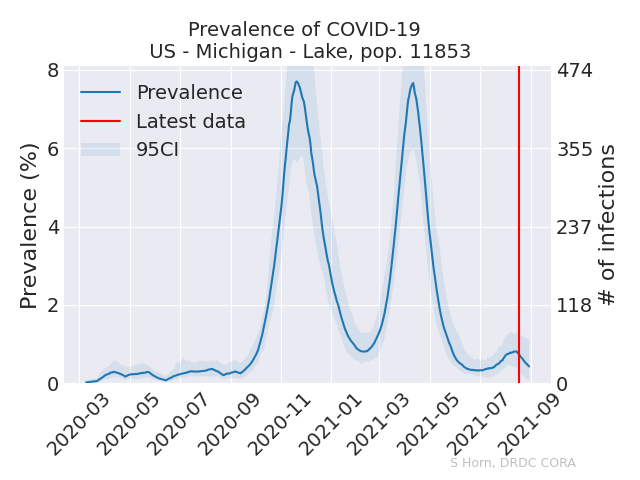 Prevalence of COVID-19
US - Michigan - Lake, pop. 11853
Prevalence
Latest data
95CI
Prevalence (%)
8
6
4
2
0
474
355
237
118
0
# of infections
2020-03
2020-05
2020-07
2020-09
2020-11
2021-01
2021-03
2021-05
2021-07
2021-09
S Horn, DRDC CORA